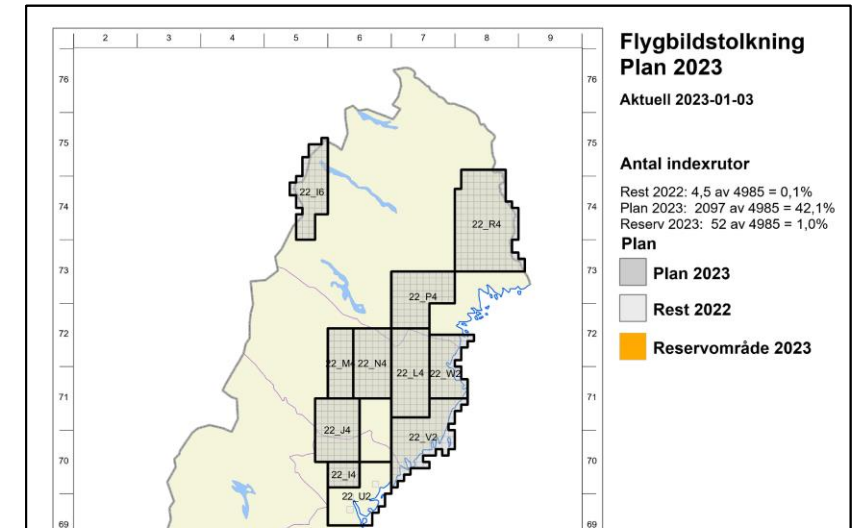 2 3 4 5 6 7 8 9
76 76
75 75
74 74
73 73
72 72
71 71
70 70
69 69
22_I6
22_R4
22_P4
22_M4 22_N4
22_L4 22_W2
22_J4
22_V2
22_I4
22_U2
Flygbildstolkning
Plan 2023
Aktuell 2023-01-03
Antal indexrutor
Rest 2022: 4,5 av 4985 = 0,1%
Plan 2023: 2097 av 4985 = 42,1%
Reserv 2023: 52 av 4985 = 1,0%
Plan
Plan 2023
Rest 2022
Reservområde 2023